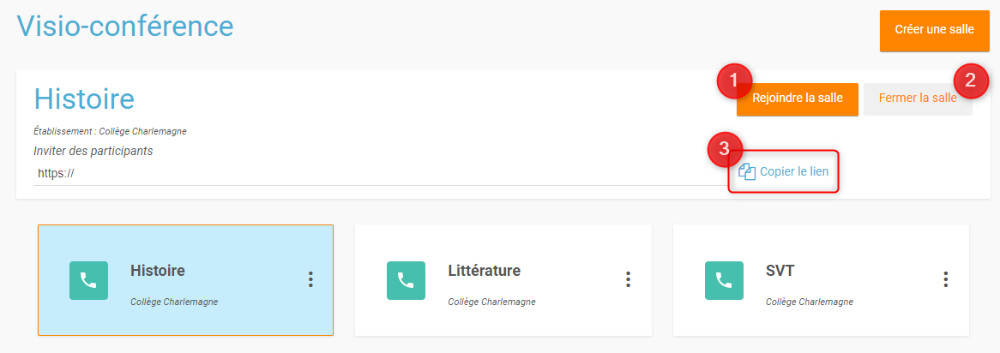 Visio-conférence
Créer une salle
Histoire
1
Rejoindre la salle
2
Fermer la salle
Établissement : Collège Charlemagne
Inviter des participants
3
https://
Copier le lien
Histoire
Collège Charlemagne
Littérature
Collège Charlemagne
SVT
Collège Charlemagne